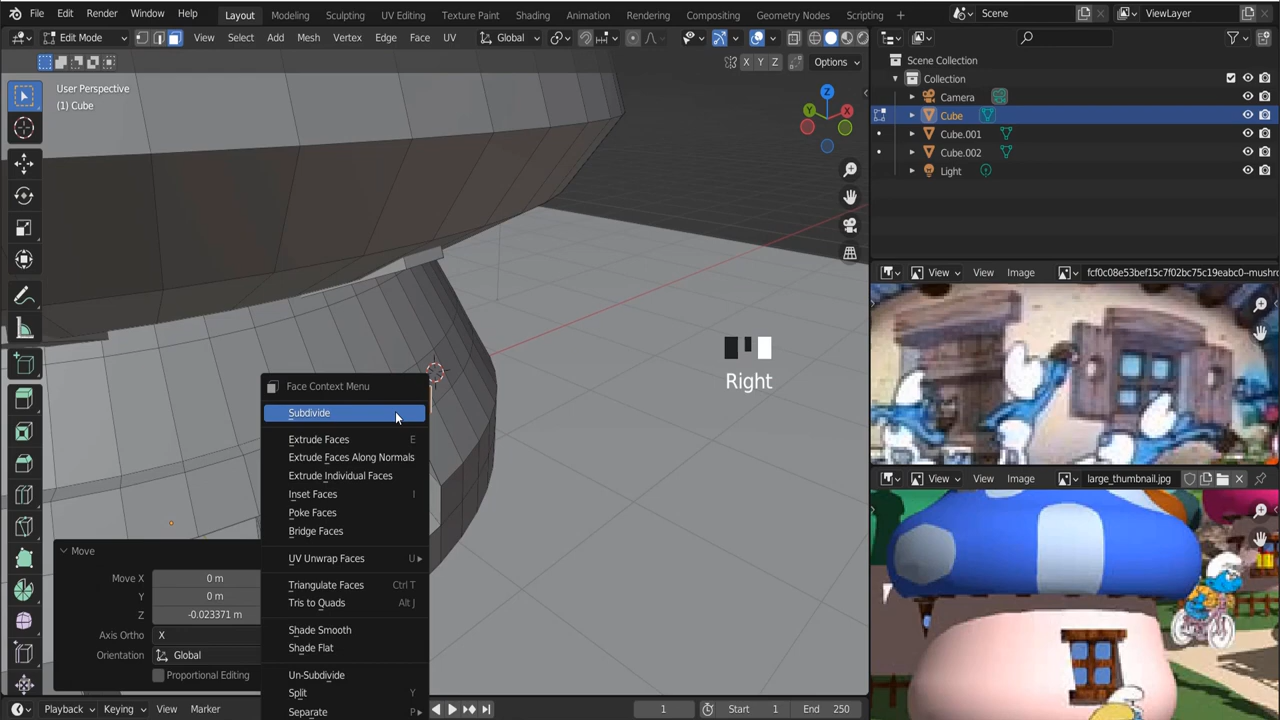 File Edit Render Window Help Layout Modeling Sculpting UV Editing Texture Paint Shading Animation Rendering Compositing Geometry Nodes Scripting + Scene ViewLayer
Edit Mode View Select Add Mesh Vertex Edge Face UV Global
X Y Z Options
User Perspective
(1) Cube
Z
Y X
Scene Collection
Collection
Camera
Cube
Cube.001
Cube.002
Light
View View Image fcf0c08e53bef15c7f02bc75c19eabc0--mushro
Right
Face Context Menu
Subdivide
Extrude Faces E
Extrude Faces Along Normals
Extrude Individual Faces
Inset Faces I
Poke Faces
Bridge Faces
UV Unwrap Faces U
Triangulate Faces Ctrl T
Tris to Quads Alt J
Shade Smooth
Shade Flat
Un-Subdivide
Split Y
Separate P
Move
Move X 0 m
Y 0 m
Z -0.023371 m
Axis Ortho X
Orientation Global
Proportional Editing
View View Image large_thumbnail.jpg
Playback Keying View Marker 1 Start 1 End 250